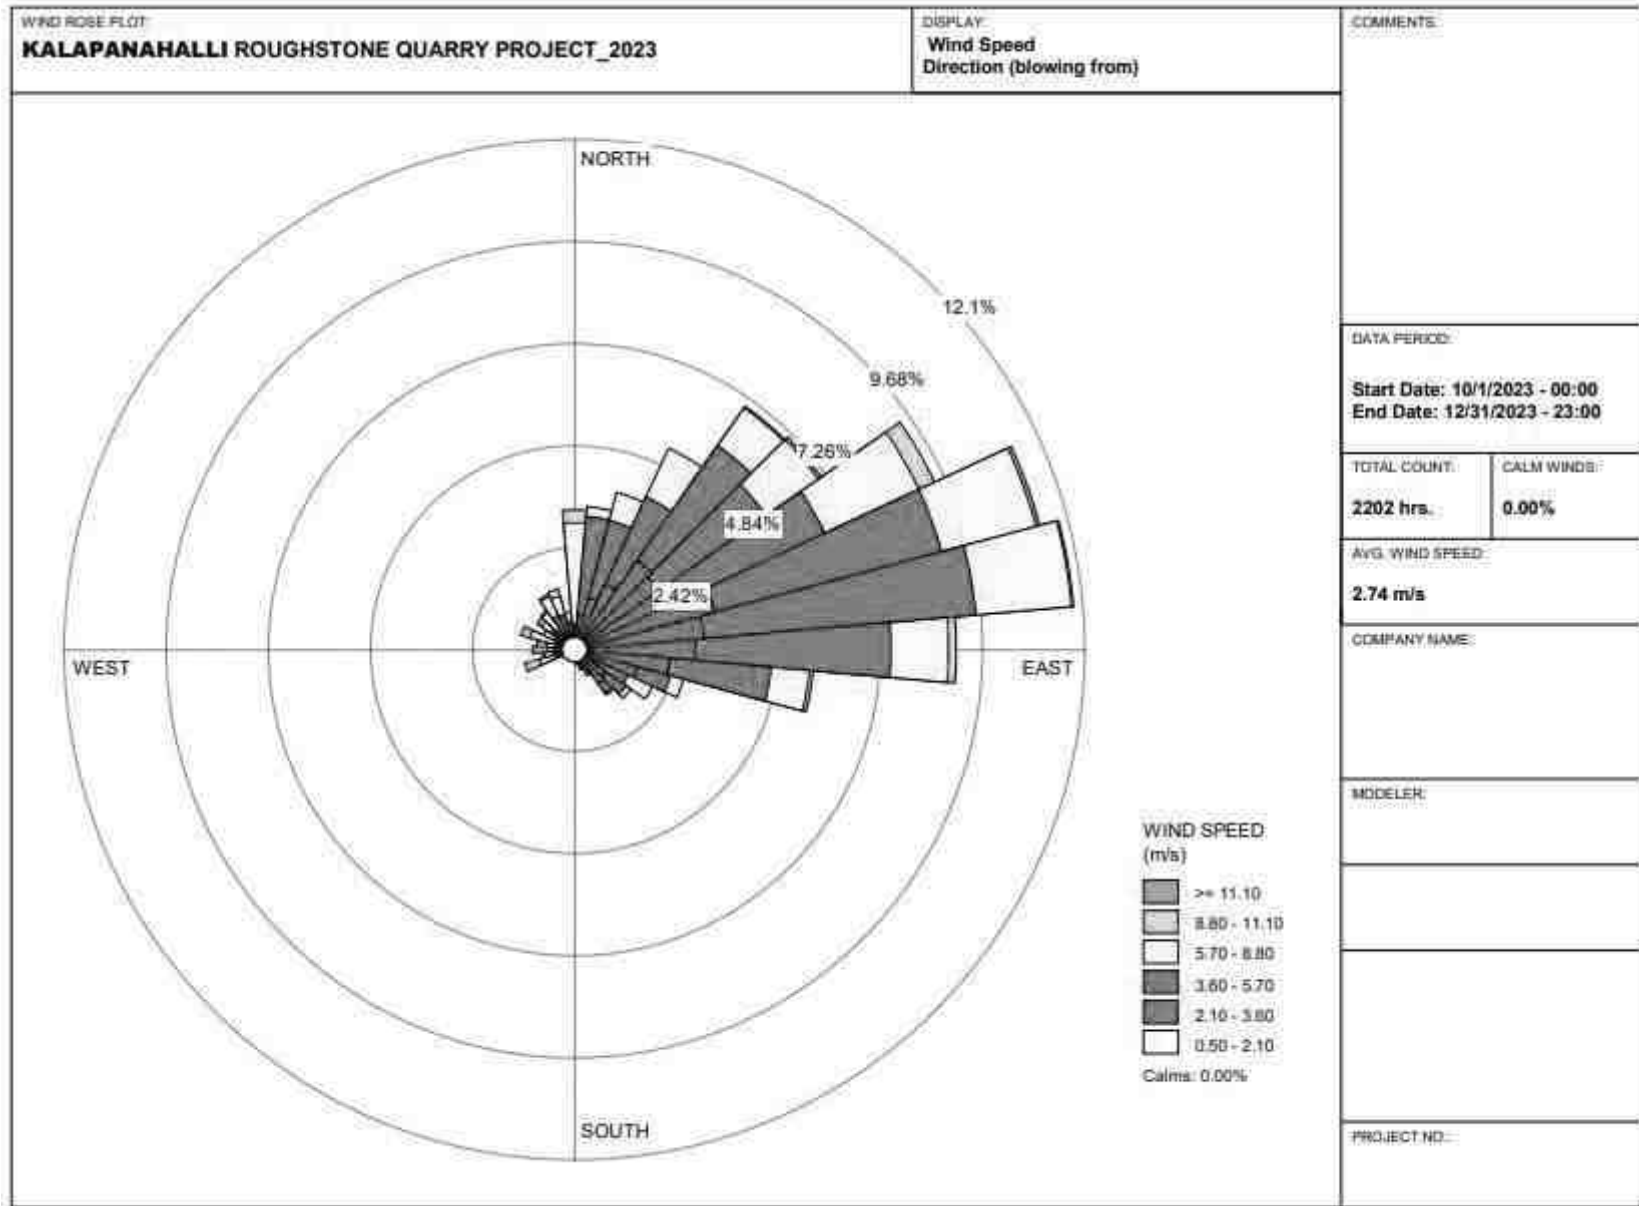 WIND ROSE PLOT:
KALAPANAHALLI ROUGHSTONE QUARRY PROJECT_2023
DISPLAY:
Wind Speed
Direction (blowing from)
COMMENTS:
NORTH
12.1%
9.68%
7.26%
4.84%
2.42%
WEST
EAST
SOUTH
WIND SPEED
(m/s)
>= 11.10
8.80 - 11.10
5.70 - 8.80
3.60 - 5.70
2.10 - 3.60
0.50 - 2.10
Calms: 0.00%
DATA PERIOD:
Start Date: 10/1/2023 - 00:00
End Date: 12/31/2023 - 23:00
TOTAL COUNT:
2202 hrs.
CALM WINDS:
0.00%
AVG. WIND SPEED:
2.74 m/s
COMPANY NAME:
MODELER:
PROJECT NO.: